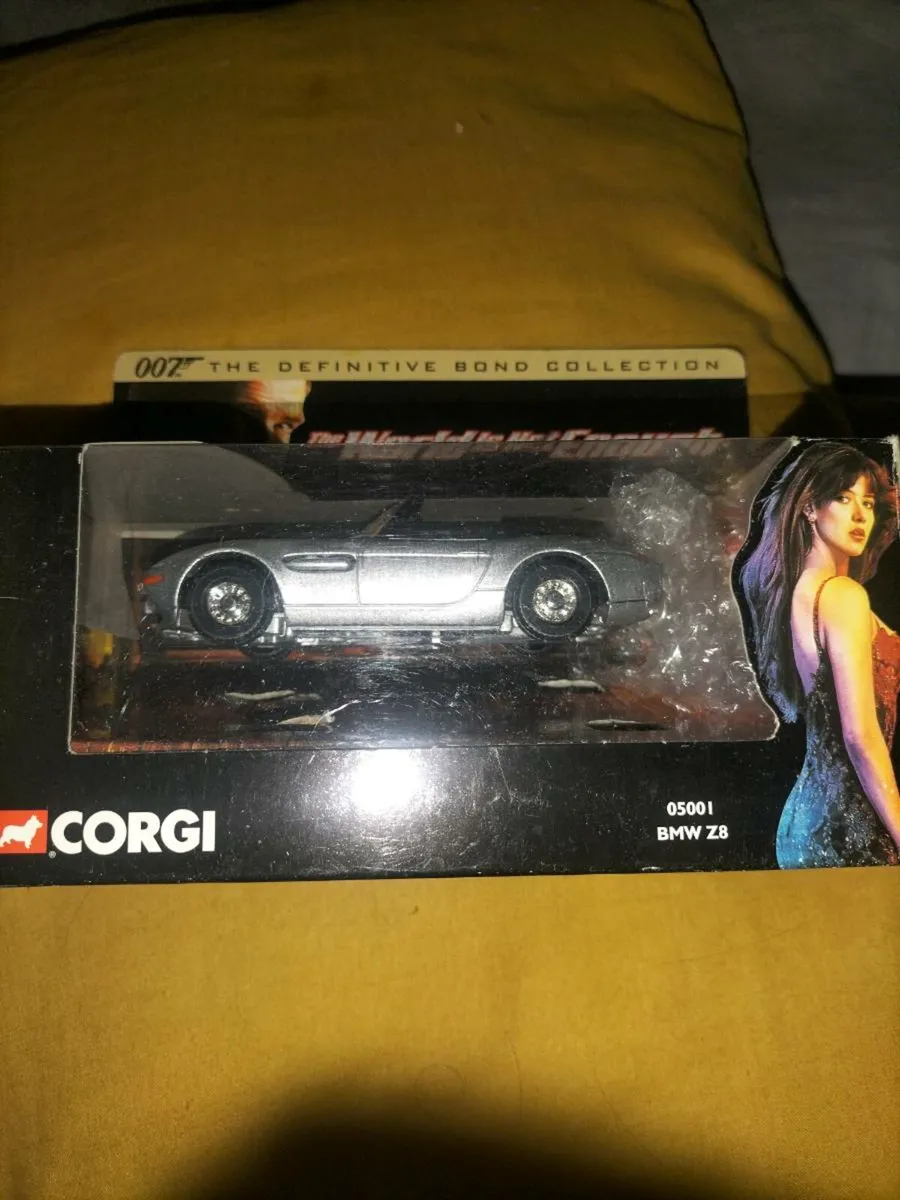 007 THE DEFINITIVE BOND COLLECTION
The World Is Not Enough
CORGI
05001
BMW Z8